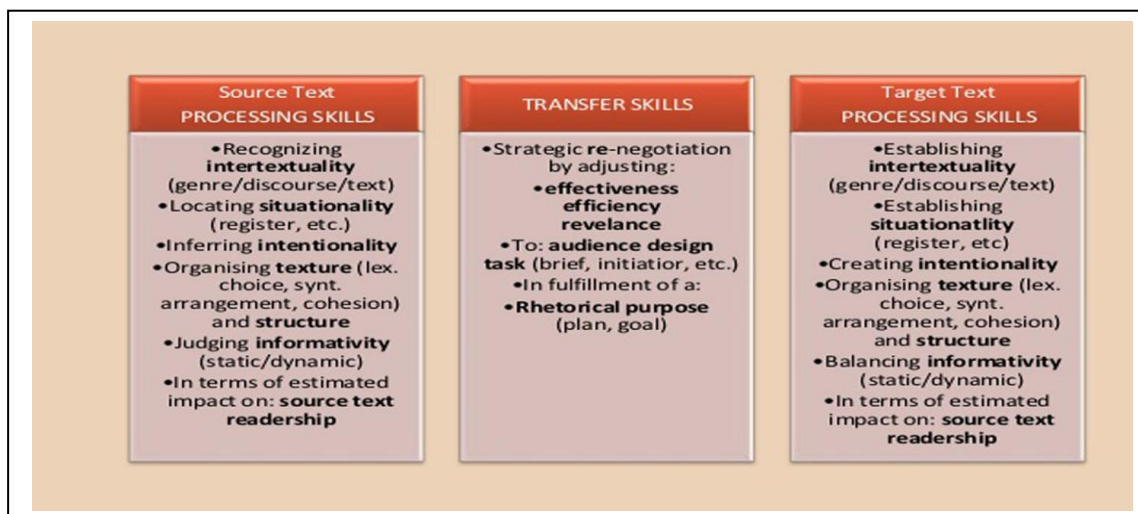 Source Text
PROCESSING SKILLS
•Recognizing
intertextuality
(genre/discourse/text)
•Locating situationality
(register, etc.)
•Inferring intentionality
•Organising texture (lex.
choice, synt.
arrangement, cohesion)
and structure
•Judging informativity
(static/dynamic)
•In terms of estimated
impact on: source text
readership
TRANSFER SKILLS
•Strategic re-negotiation
by adjusting:
•effectiveness
efficiency
revelance
•To: audience design
task (brief, initiatior, etc.)
•In fulfillment of a:
•Rhetorical purpose
(plan, goal)
Target Text
PROCESSING SKILLS
•Establishing
intertextuality
(genre/discourse/text)
•Establishing
situationatlity
(register, etc)
•Creating intentionality
•Organising texture (lex.
choice, synt.
arrangement, cohesion)
and structure
•Balancing informativity
(static/dynamic)
•In terms of estimated
impact on: source text
readership